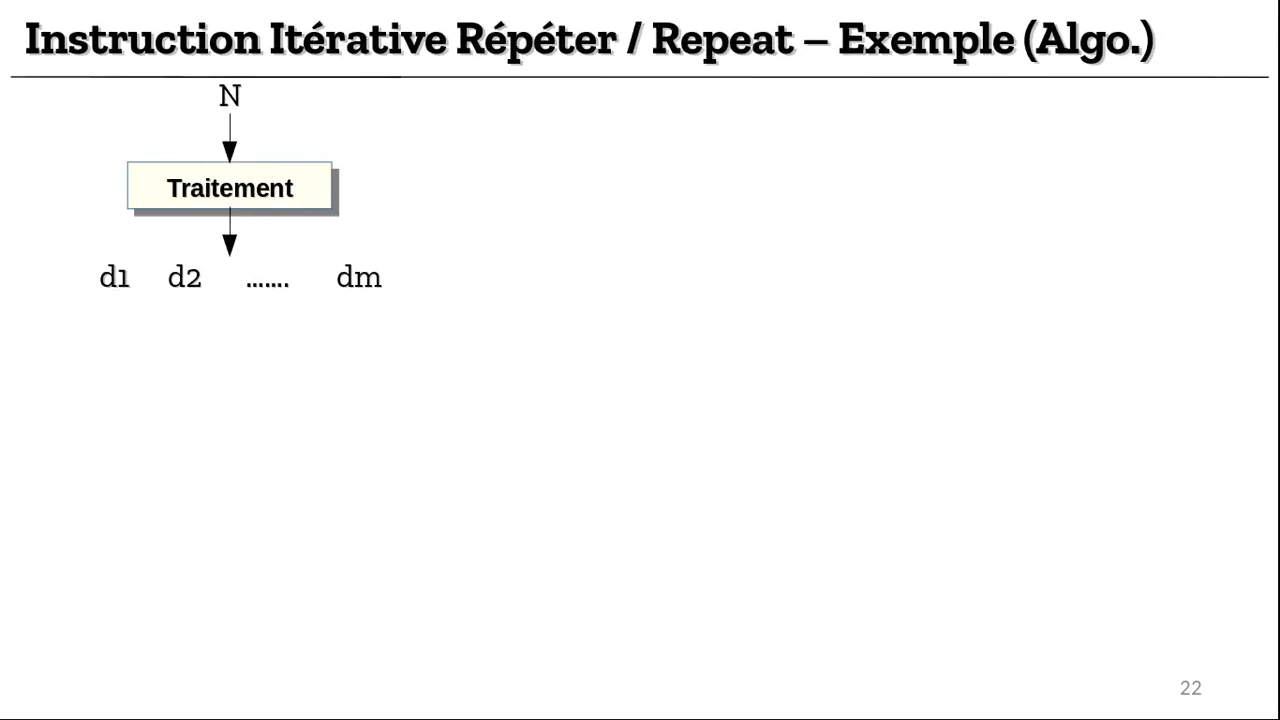 Instruction Itérative Répéter / Repeat – Exemple (Algo.)
N
Traitement
d1 d2 ....... dm
22